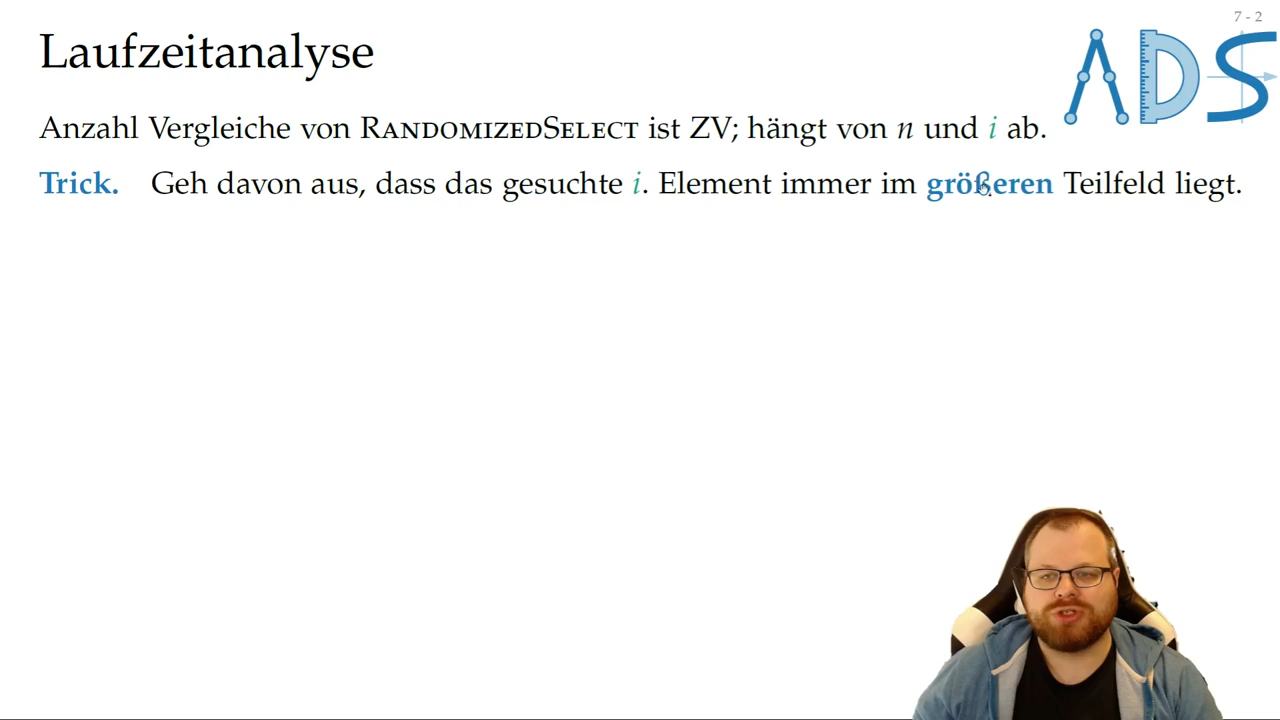 7 - 2
Laufzeitanalyse
ADS
Anzahl Vergleiche von RANDOMIZEDSELECT ist ZV; hängt von n und i ab.
Trick. Geh davon aus, dass das gesuchte i. Element immer im größeren Teilfeld liegt.